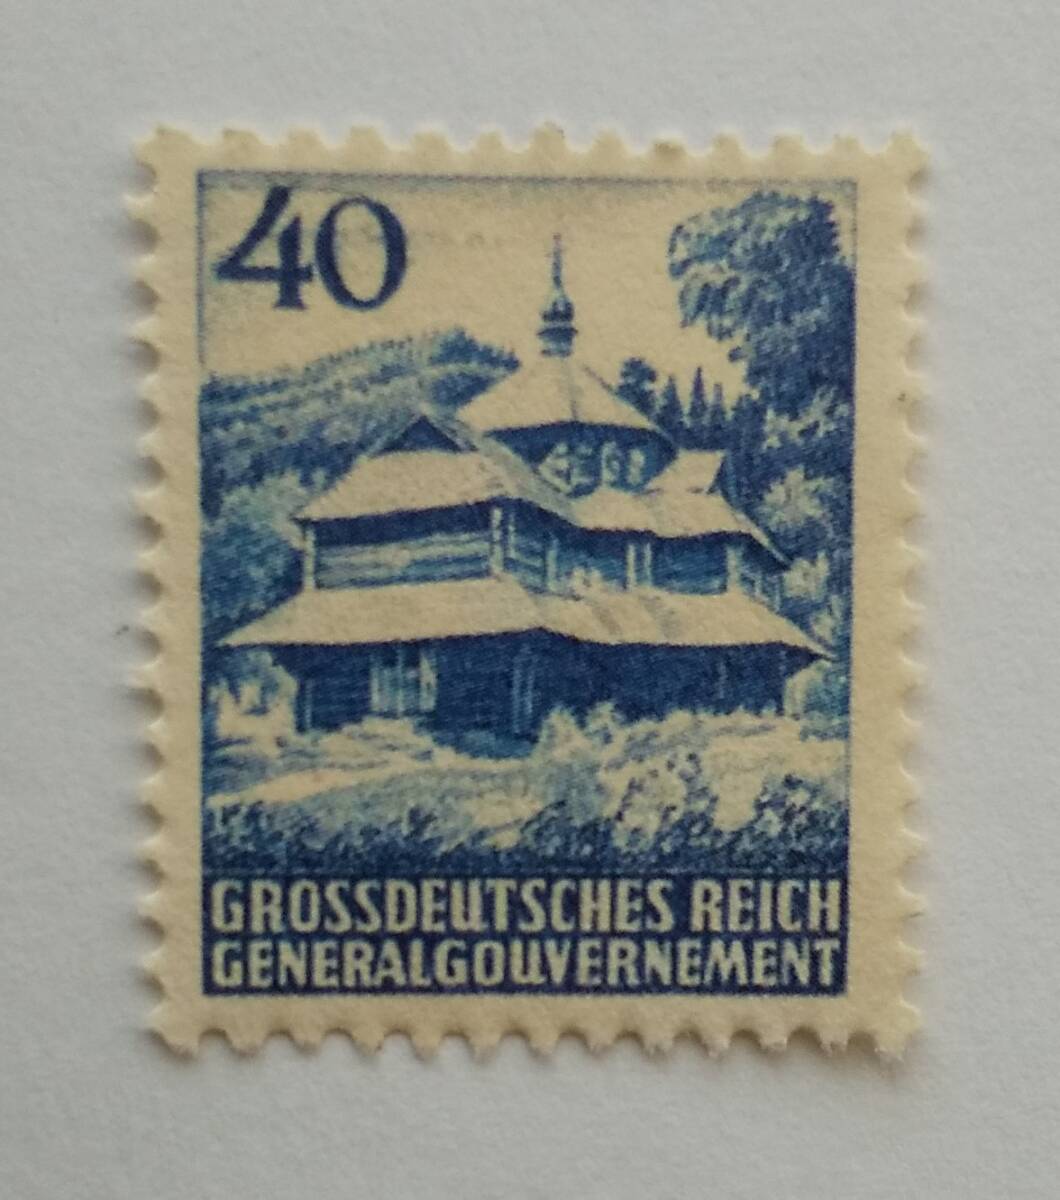 40
GROSSDEUTSCHES REICH
GENERALGOUVERNEMENT